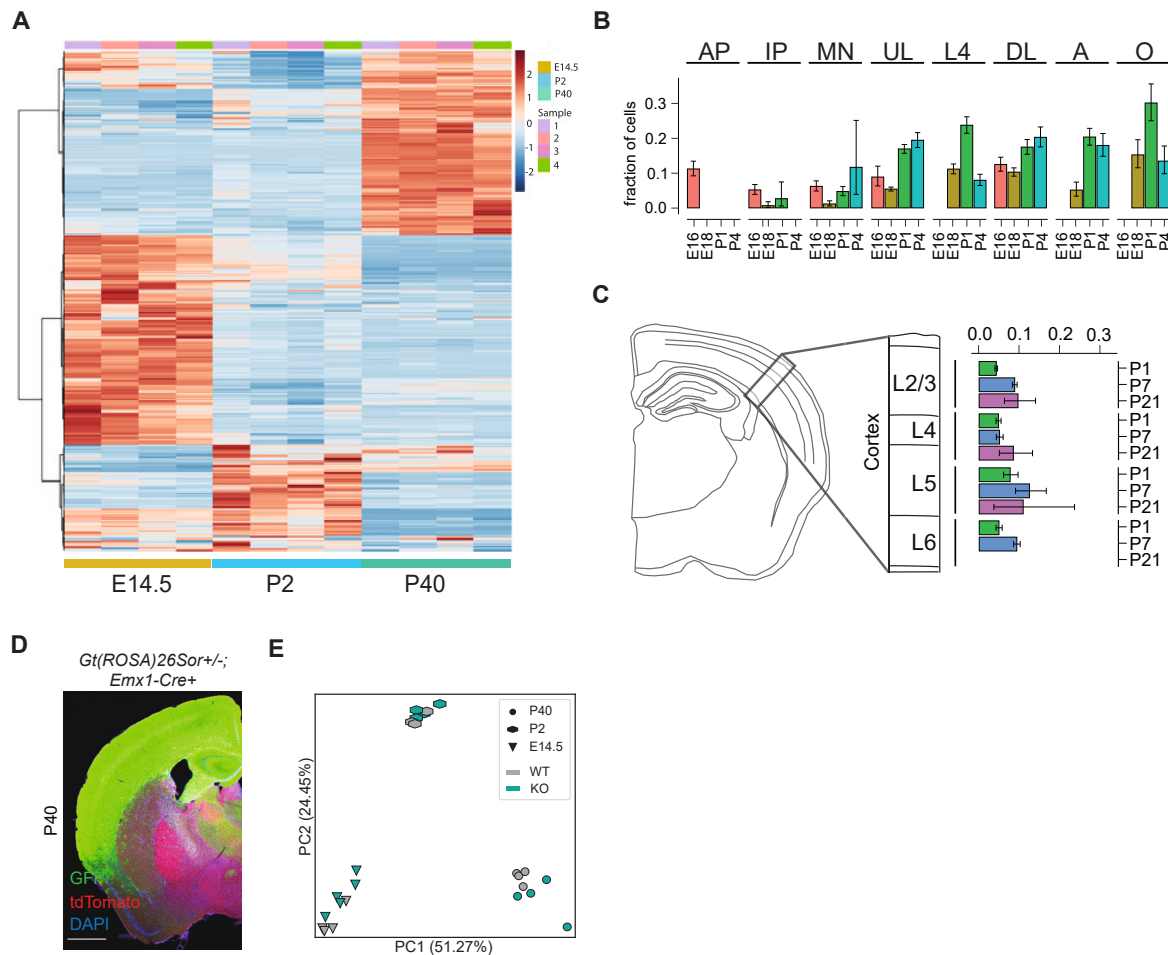 A
2
1
0
-1
-2
E14.5
P2
P40
Sample
1
2
3
4
E14.5 P2 P40
B
AP IP MN UL L4 DL A O
fraction of cells
0.3
0.2
0.1
0.0
E16 E18 P1 P4 E16 E18 P1 P4 E16 E18 P1 P4 E16 E18 P1 P4 E16 E18 P1 P4 E16 E18 P1 P4 E16 E18 P1 P4 E16 E18 P1 P4
C
Cortex
L2/3
L4
L5
L6
0.0 0.1 0.2 0.3
P1
P7
P21
P1
P7
P21
P1
P7
P21
P1
P7
P21
D
Gt(ROSA)26Sor+/-;
Emx1-Cre+
P40
GFP
tdTomato
DAPI
E
PC2 (24.45%)
P40
P2
E14.5
WT
KO
PC1 (51.27%)